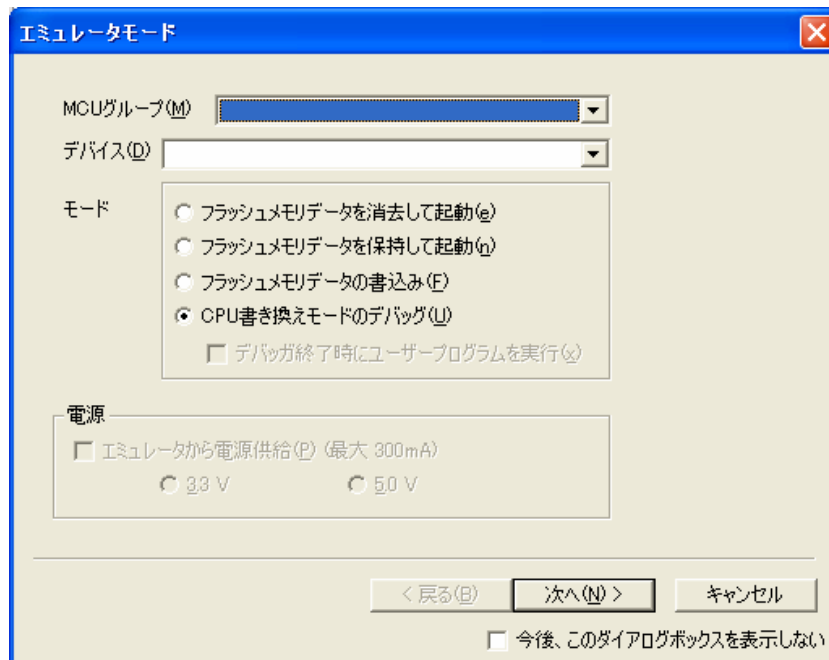 エミュレータモード
MCUグループ(M)
デバイス(D)
モード
フラッシュメモリデータを消去して起動(e)
フラッシュメモリデータを保持して起動(n)
フラッシュメモリデータの書込み(F)
CPU書き換えモードのデバッグ(U)
デバッガ終了時にユーザープログラムを実行(x)
電源
エミュレータから電源供給(P) (最大 300mA)
3.3 V 5.0 V
< 戻る(B) 次へ(N) > キャンセル
今後、このダイアログボックスを表示しない